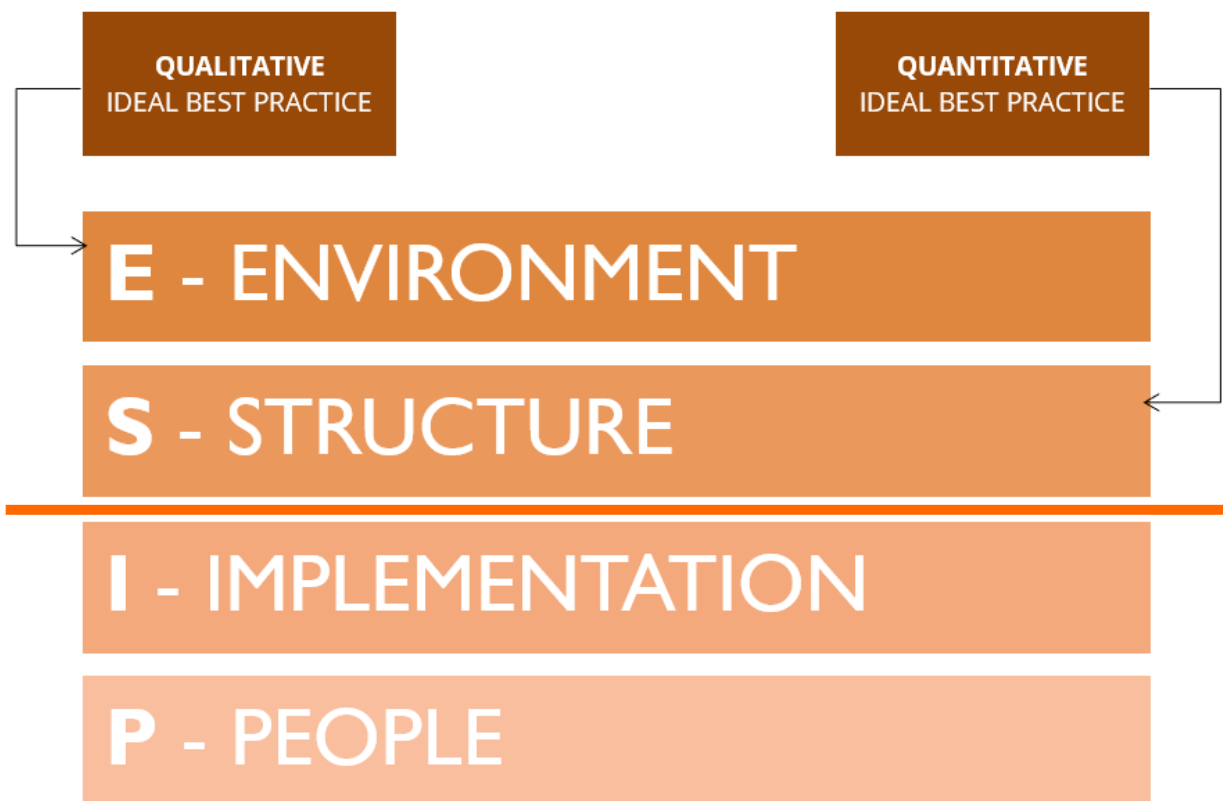 QUALITATIVE
IDEAL BEST PRACTICE
QUANTITATIVE
IDEAL BEST PRACTICE
E - ENVIRONMENT
S - STRUCTURE
I - IMPLEMENTATION
P - PEOPLE